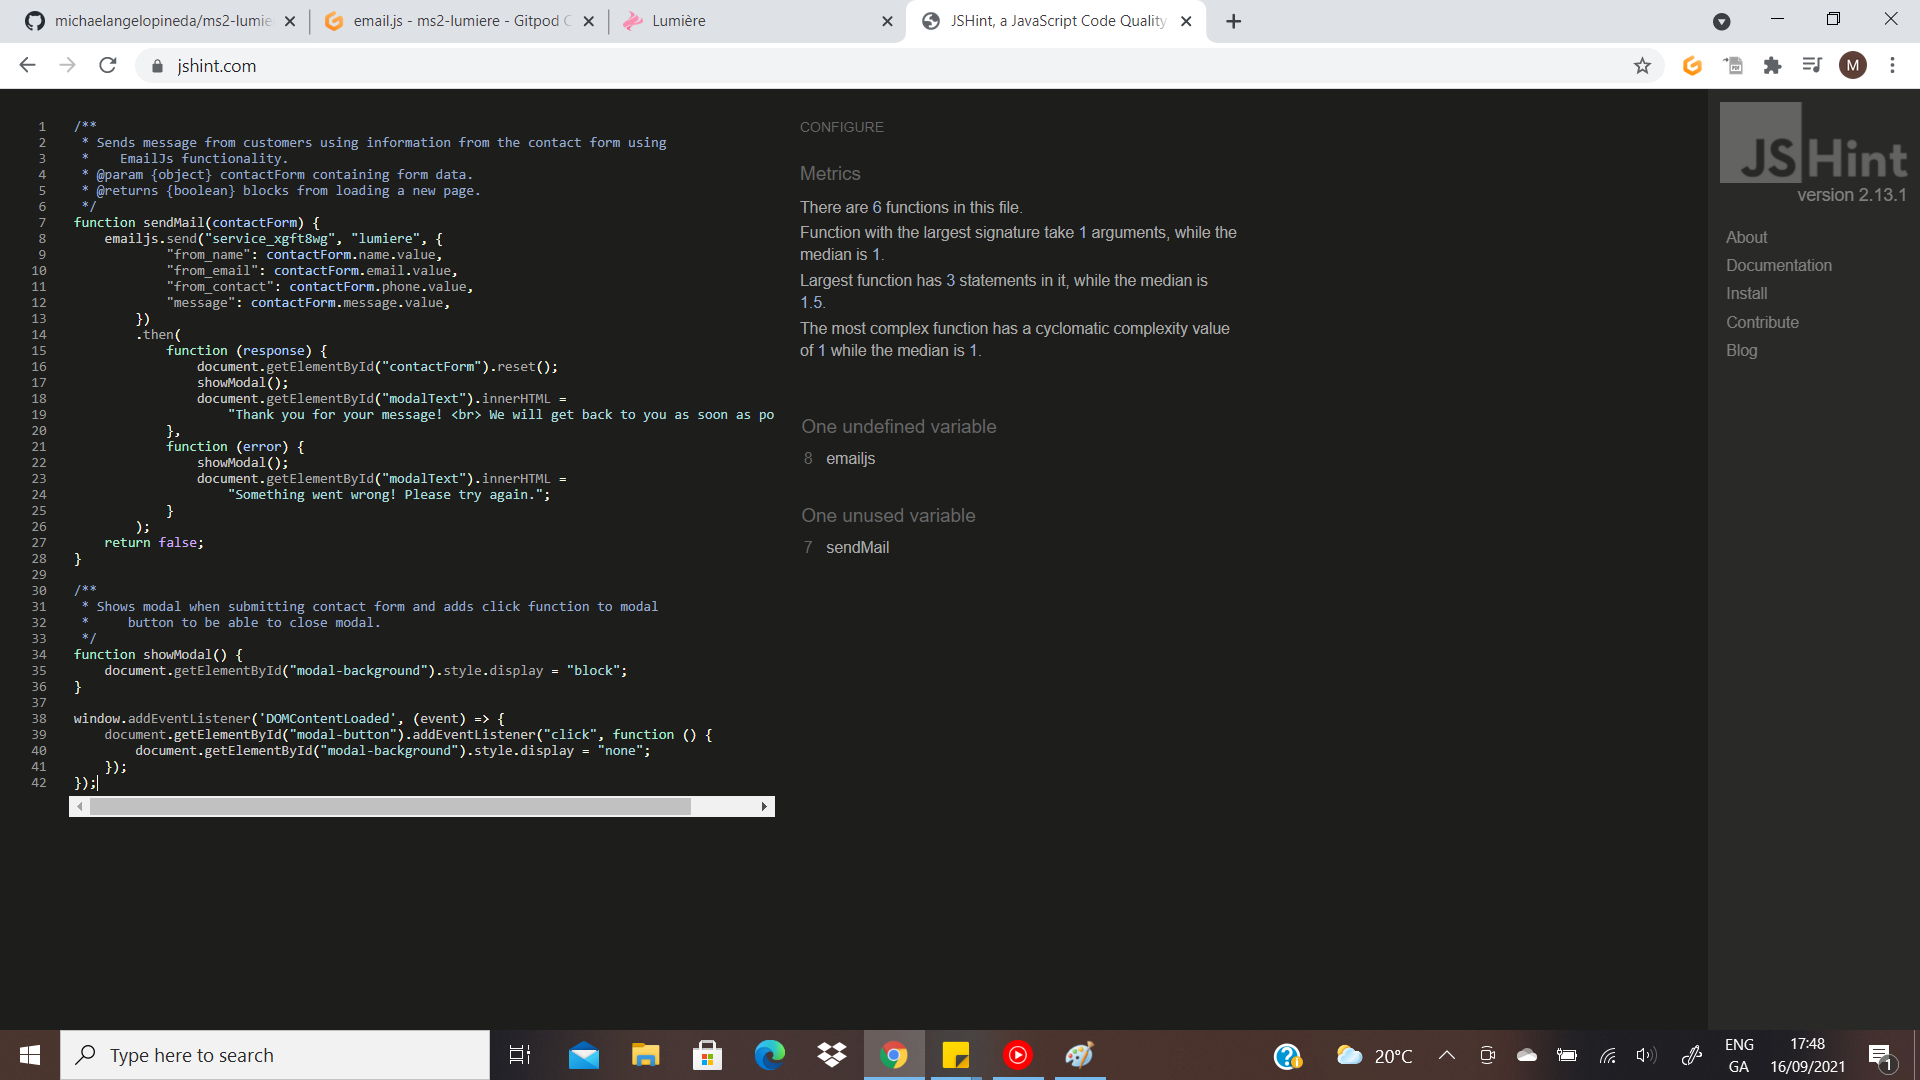 michaelangelopineda/ms2-lumie
email.js - ms2-lumiere - Gitpod C
Lumière
JSHint, a JavaScript Code Quality
jshint.com
M
1 /**
2 * Sends message from customers using information from the contact form using
3 * EmailJs functionality.
4 * @param {object} contactForm containing form data.
5 * @returns {boolean} blocks from loading a new page.
6 */
7 function sendMail(contactForm) {
8 emailjs.send("service_xgft8wg", "lumiere", {
9 "from_name": contactForm.name.value,
10 "from_email": contactForm.email.value,
11 "from_contact": contactForm.phone.value,
12 "message": contactForm.message.value,
13 })
14 .then(
15 function (response) {
16 document.getElementById("contactForm").reset();
17 showModal();
18 document.getElementById("modalText").innerHTML =
19 "Thank you for your message! <br> We will get back to you as soon as po
20 },
21 function (error) {
22 showModal();
23 document.getElementById("modalText").innerHTML =
24 "Something went wrong! Please try again.";
25 }
26 );
27 return false;
28 }
29
30 /**
31 * Shows modal when submitting contact form and adds click function to modal
32 * button to be able to close modal.
33 */
34 function showModal() {
35 document.getElementById("modal-background").style.display = "block";
36 }
37
38 window.addEventListener('DOMContentLoaded', (event) => {
39 document.getElementById("modal-button").addEventListener("click", function () {
40 document.getElementById("modal-background").style.display = "none";
41 });
42 });
CONFIGURE
Metrics
There are 6 functions in this file.
Function with the largest signature take 1 arguments, while the
median is 1.
Largest function has 3 statements in it, while the median is
1.5.
The most complex function has a cyclomatic complexity value
of 1 while the median is 1.
One undefined variable
8 emailjs
One unused variable
7 sendMail
JSHint
version 2.13.1
About
Documentation
Install
Contribute
Blog
Type here to search
20°C
ENG
GA
17:48
16/09/2021
1